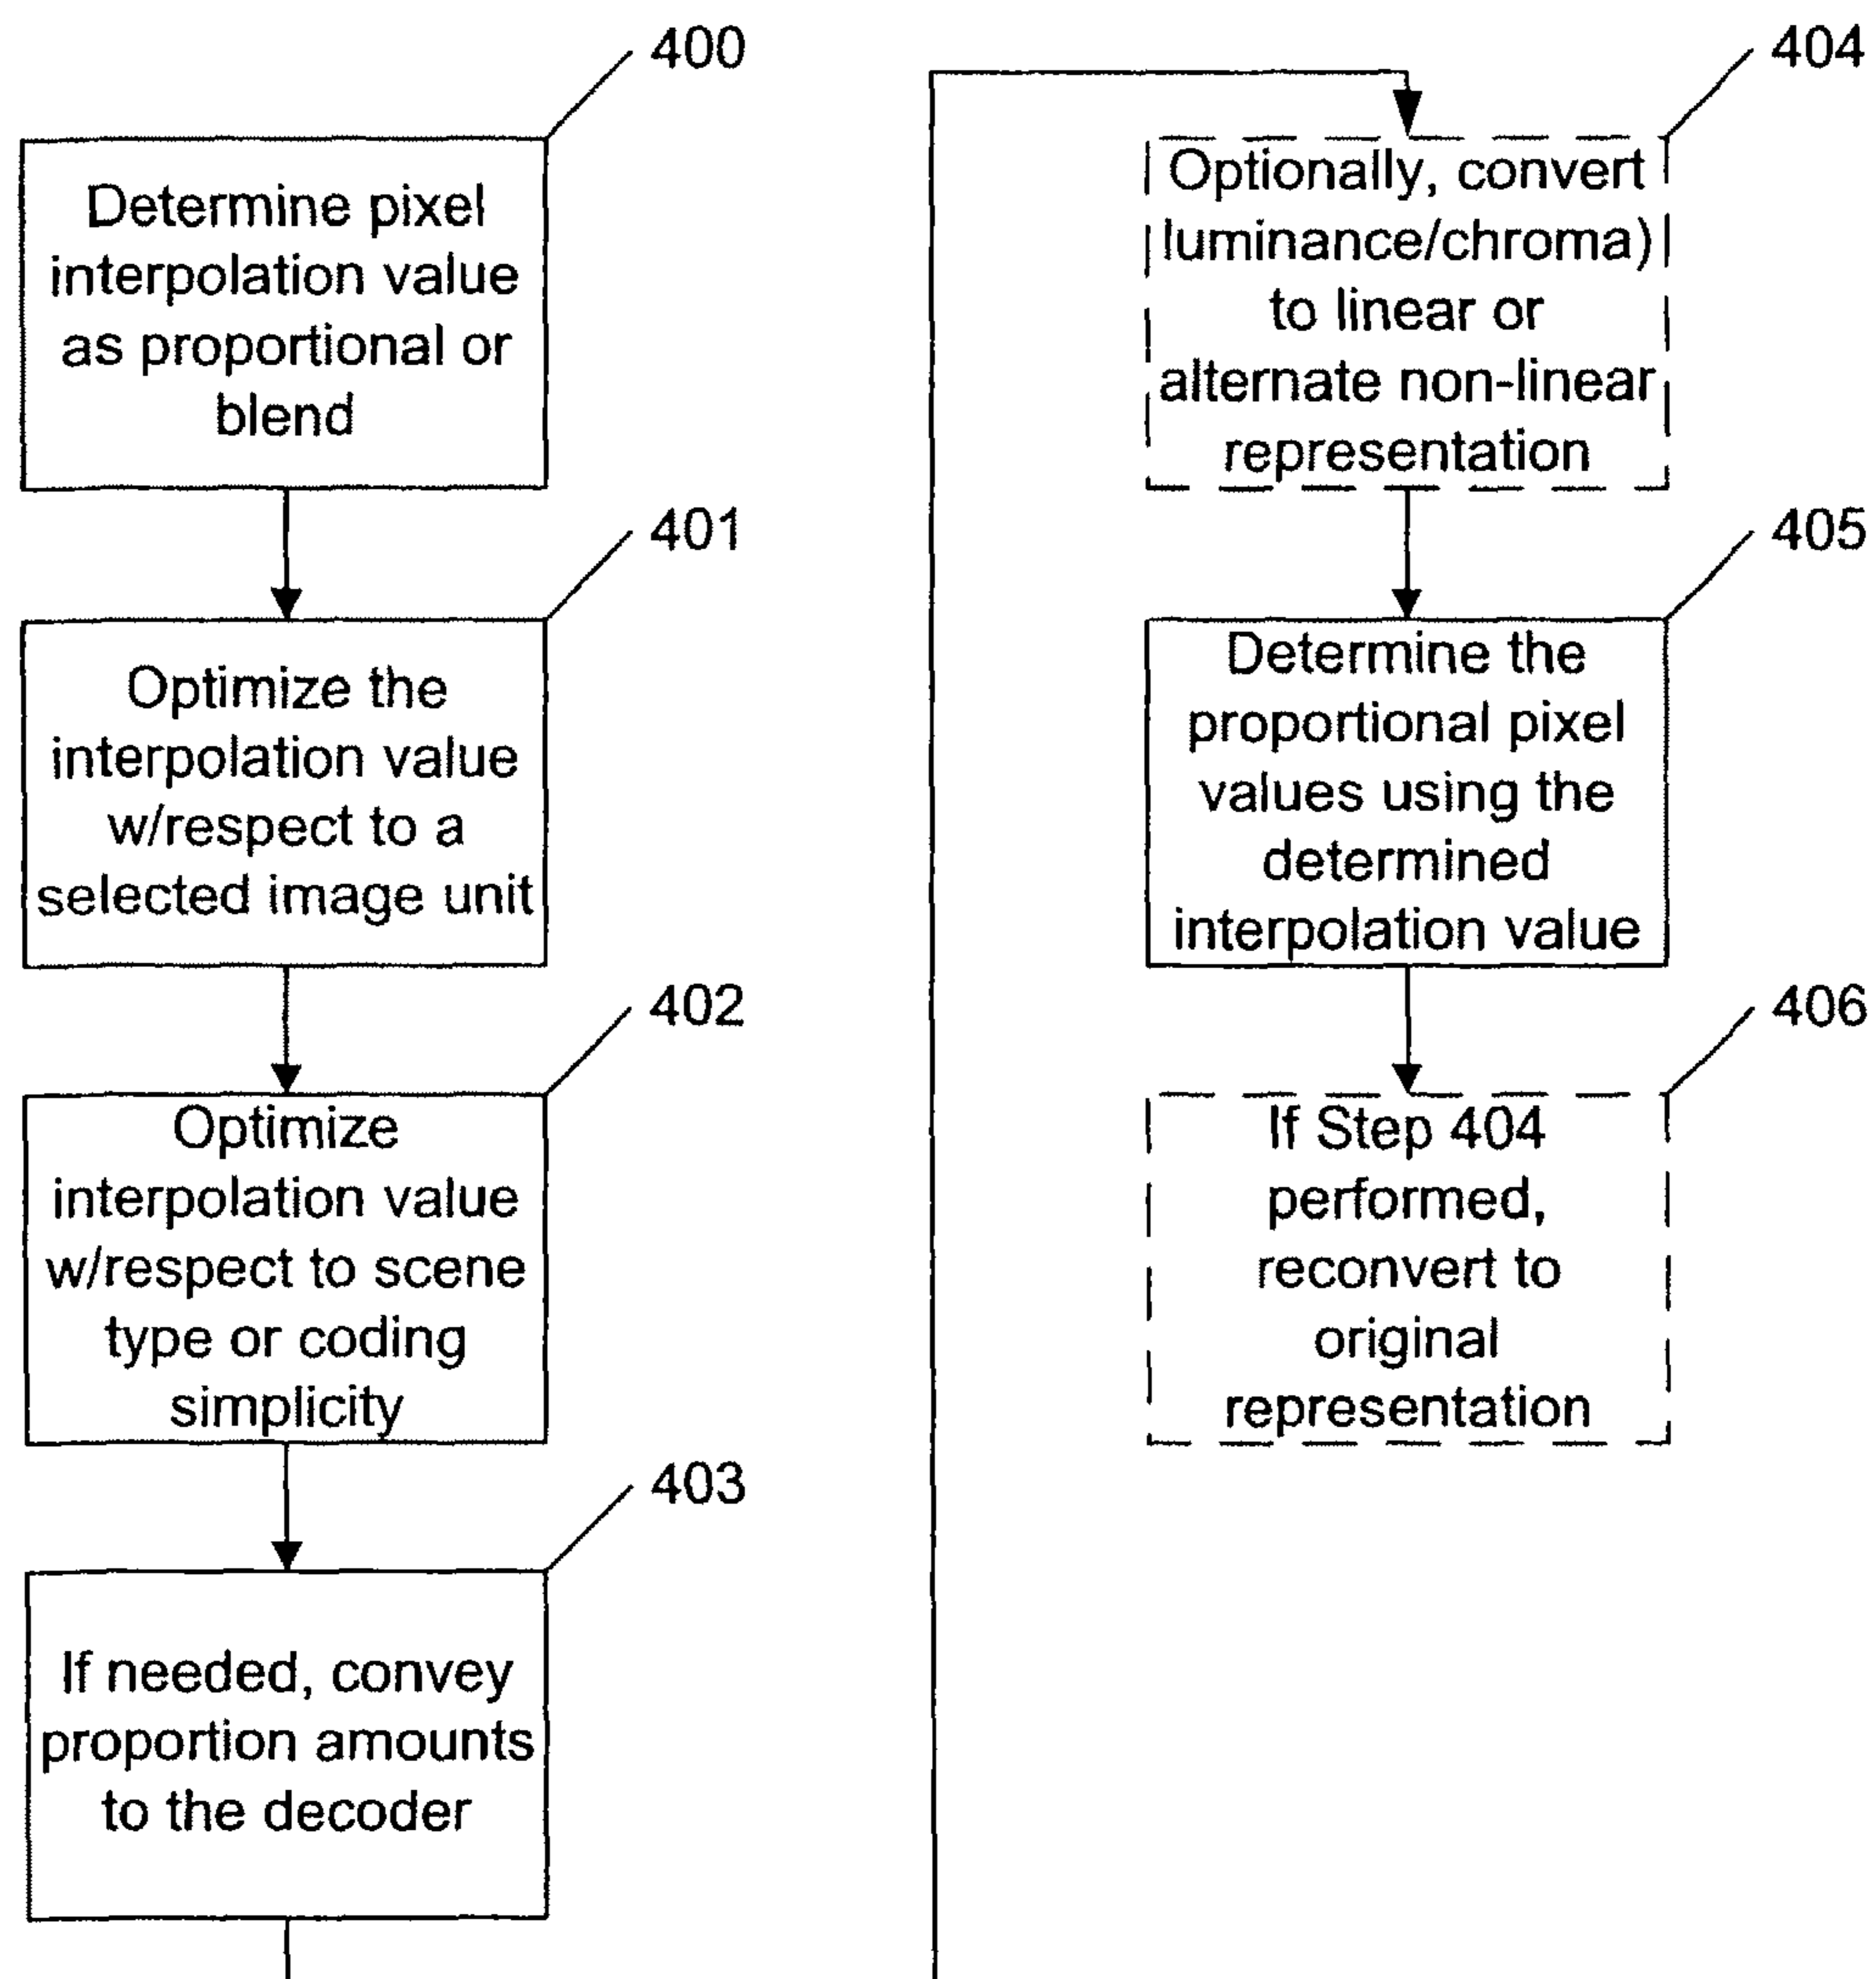 400
Determine pixel
interpolation value
as proportional or
blend
401
Optimize the
interpolation value
w/respect to a
selected image unit
402
Optimize
interpolation value
w/respect to scene
type or coding
simplicity
403
If needed, convey
proportion amounts
to the decoder
404
Optionally, convert
luminance/chroma)
to linear or
alternate non-linear
representation
405
Determine the
proportional pixel
values using the
determined
interpolation value
406
If Step 404
performed,
reconvert to
original
representation